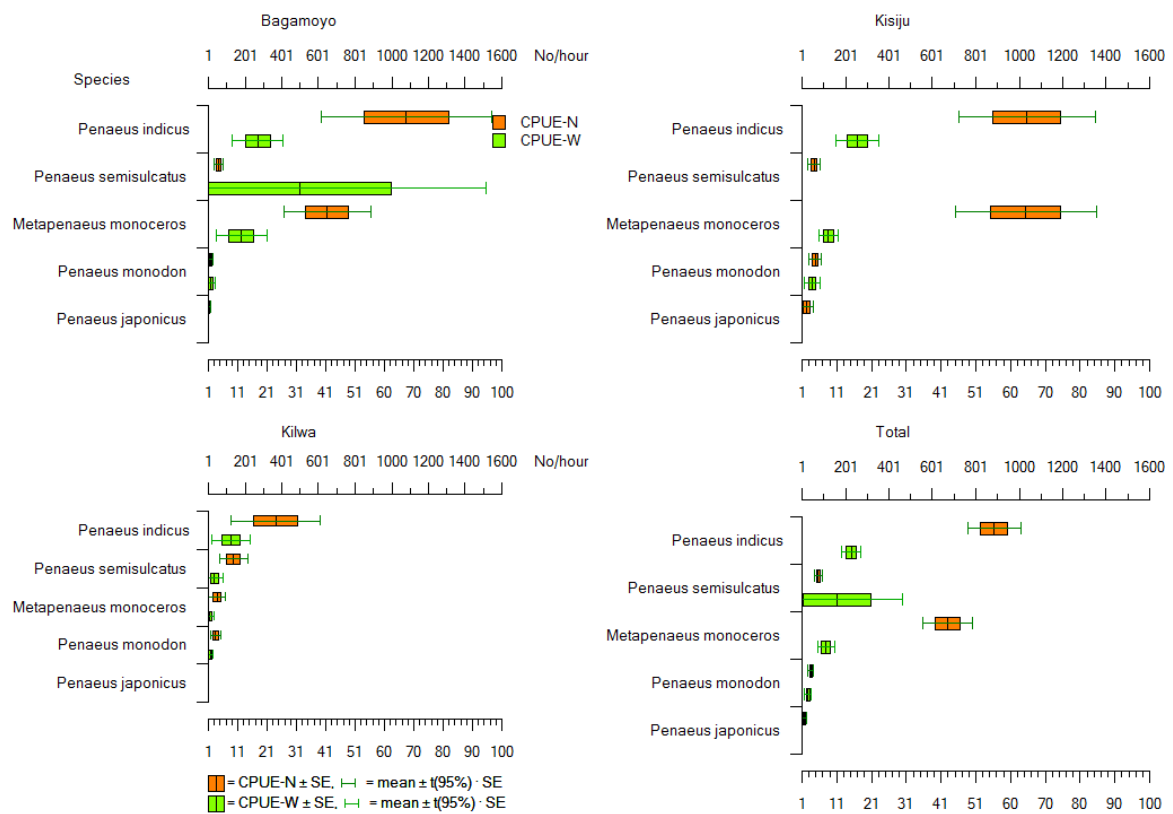 Bagamoyo
1 201 401 601 801 1000 1200 1400 1600 No/hour
Species
Penaeus indicus
Penaeus semisulcatus
Metapenaeus monoceros
Penaeus monodon
Penaeus japonicus
CPUE-N
CPUE-W
1 11 21 31 41 51 60 70 80 90 100
Kisiju
1 201 401 601 801 1000 1200 1400 1600
Penaeus indicus
Penaeus semisulcatus
Metapenaeus monoceros
Penaeus monodon
Penaeus japonicus
1 11 21 31 41 51 60 70 80 90 100
Kilwa
1 201 401 601 801 1000 1200 1400 1600 No/hour
Penaeus indicus
Penaeus semisulcatus
Metapenaeus monoceros
Penaeus monodon
Penaeus japonicus
1 11 21 31 41 51 60 70 80 90 100
= CPUE-N ± SE, = mean ± t(95%) · SE
= CPUE-W ± SE, = mean ± t(95%) · SE
Total
1 201 401 601 801 1000 1200 1400 1600
Penaeus indicus
Penaeus semisulcatus
Metapenaeus monoceros
Penaeus monodon
Penaeus japonicus
1 11 21 31 41 51 60 70 80 90 100